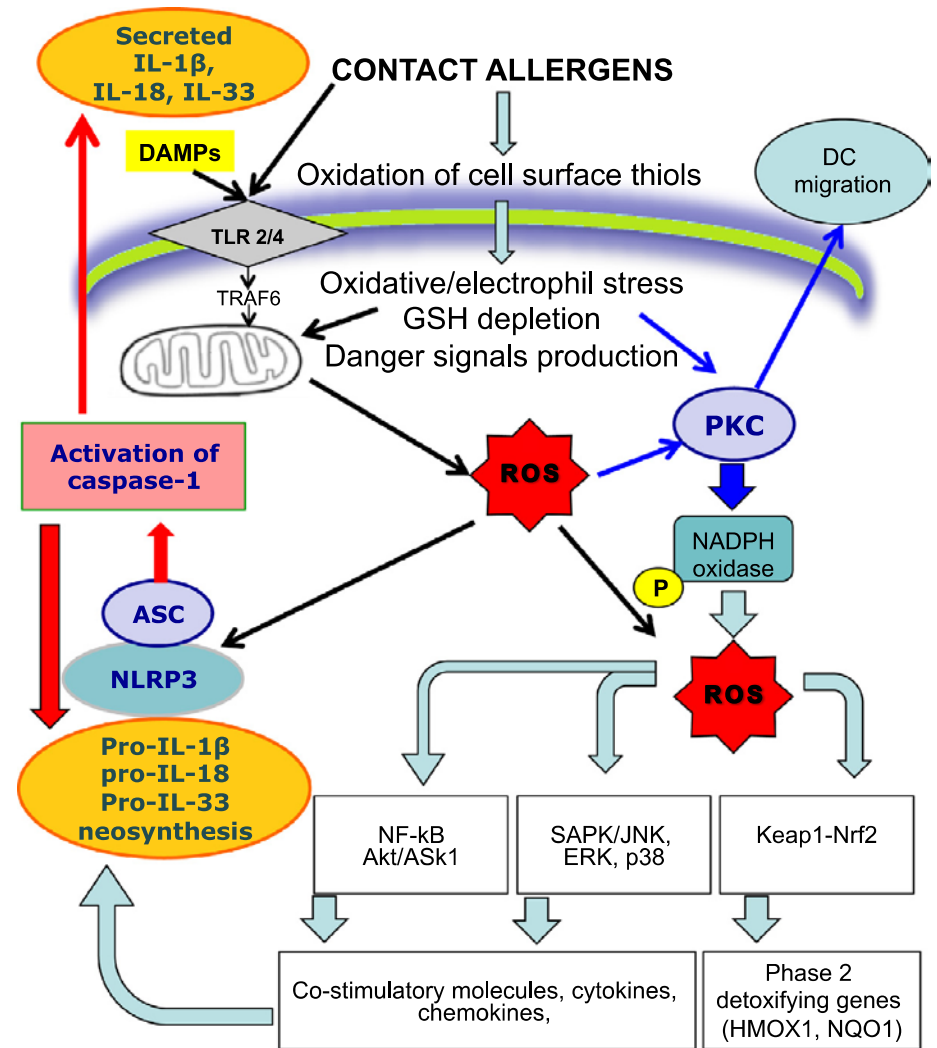 Secreted
IL-1β,
IL-18, IL-33
CONTACT ALLERGENS
DAMPs
Oxidation of cell surface thiols
DC
migration
TLR 2/4
TRAF6
Oxidative/electrophil stress
GSH depletion
Danger signals production
PKC
Activation of
caspase-1
ROS
NADPH
oxidase
P
ASC
NLRP3
ROS
Pro-IL-1β
pro-IL-18
Pro-IL-33
neosynthesis
NF-kB
Akt/ASk1
SAPK/JNK,
ERK, p38
Keap1-Nrf2
Co-stimulatory molecules, cytokines,
chemokines,
Phase 2
detoxifying genes
(HMOX1, NQO1)